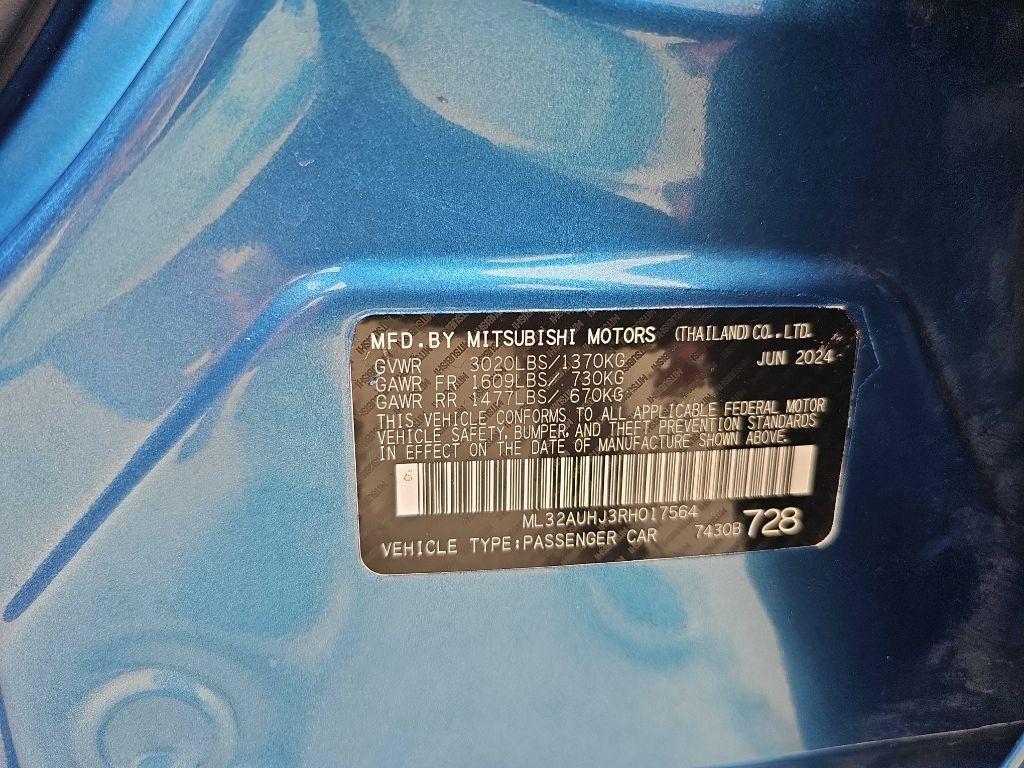 MFD.BY MITSUBISHI MOTORS (THAILAND) CO., LTD.
GVWR 3020LBS/1370KG JUN 2024
GAWR FR 1609LBS/ 730KG
GAWR RR 1477LBS/ 670KG
THIS VEHICLE CONFORMS TO ALL APPLICABLE FEDERAL MOTOR
VEHICLE SAFETY, BUMPER, AND THEFT PREVENTION STANDARDS
IN EFFECT ON THE DATE OF MANUFACTURE SHOWN ABOVE.
ML32AUHJ3RH017564
VEHICLE TYPE:PASSENGER CAR 7430B 728